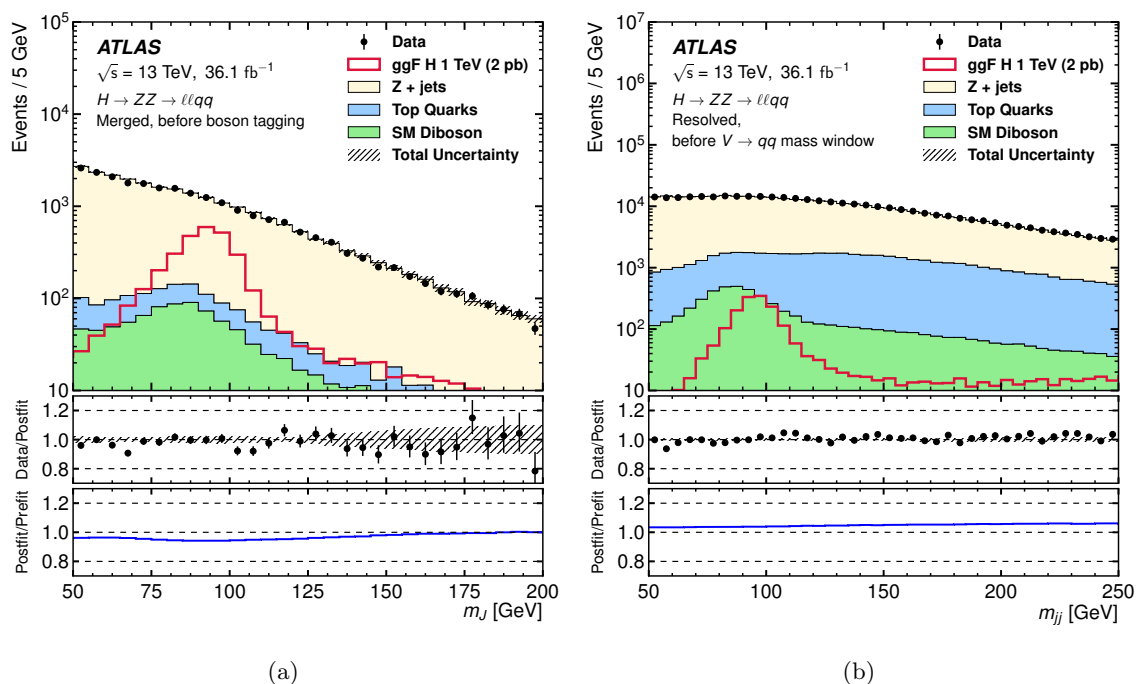 ATLAS
√s = 13 TeV, 36.1 fb⁻¹
H → ZZ → ℓℓqq
Merged, before boson tagging
Data
ggF H 1 TeV (2 pb)
Z + jets
Top Quarks
SM Diboson
Total Uncertainty
Events / 5 GeV
10⁵
10⁴
10³
10²
10
Data/Postfit
1.2
1.0
0.8
Postfit/Prefit
1.2
1.0
0.8
50 75 100 125 150 175 200
m_J [GeV]
(a)
ATLAS
√s = 13 TeV, 36.1 fb⁻¹
H → ZZ → ℓℓqq
Resolved,
before V → qq mass window
Data
ggF H 1 TeV (2 pb)
Z + jets
Top Quarks
SM Diboson
Total Uncertainty
Events / 5 GeV
10⁷
10⁶
10⁵
10⁴
10³
10²
10
Data/Postfit
1.2
1.0
0.8
Postfit/Prefit
1.2
1.0
0.8
50 100 150 200 250
m_jj [GeV]
(b)